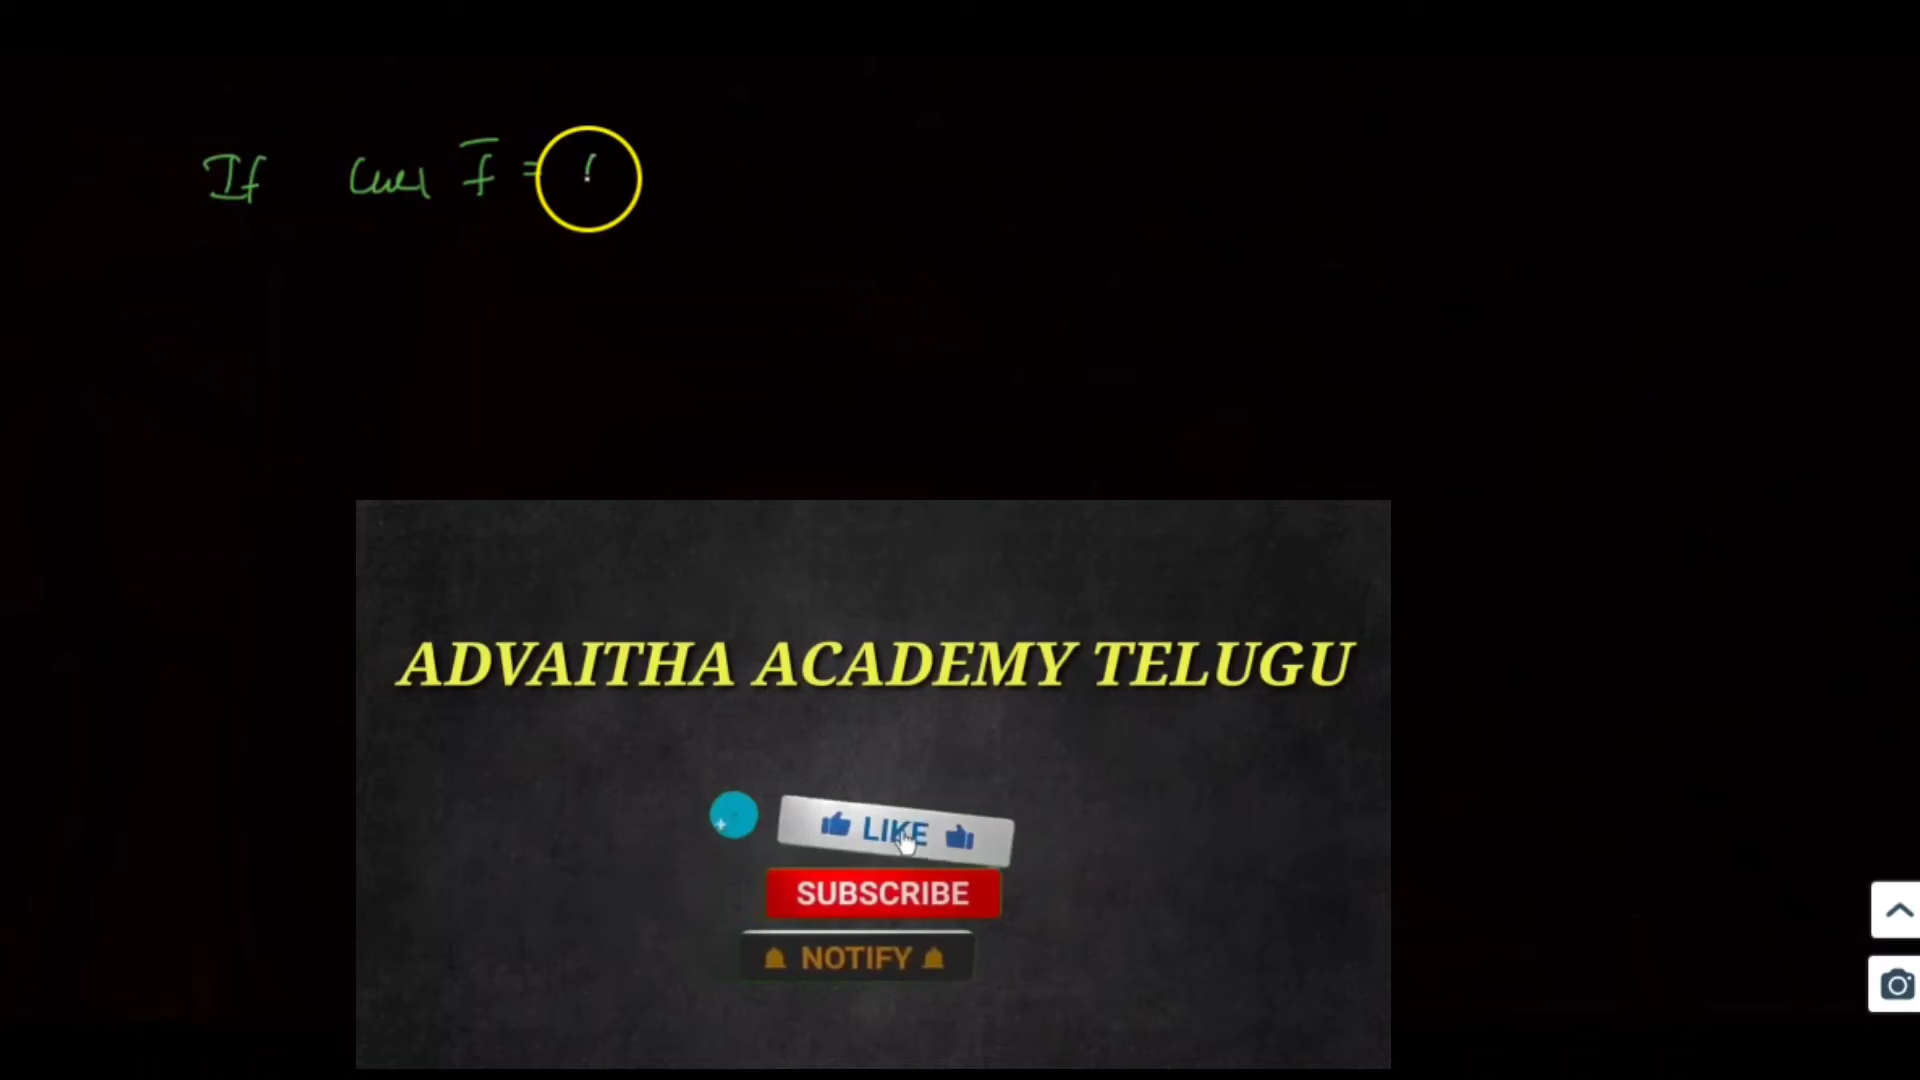 If Curl f̅ =
ADVAITHA ACADEMY TELUGU
LIKE
SUBSCRIBE
NOTIFY